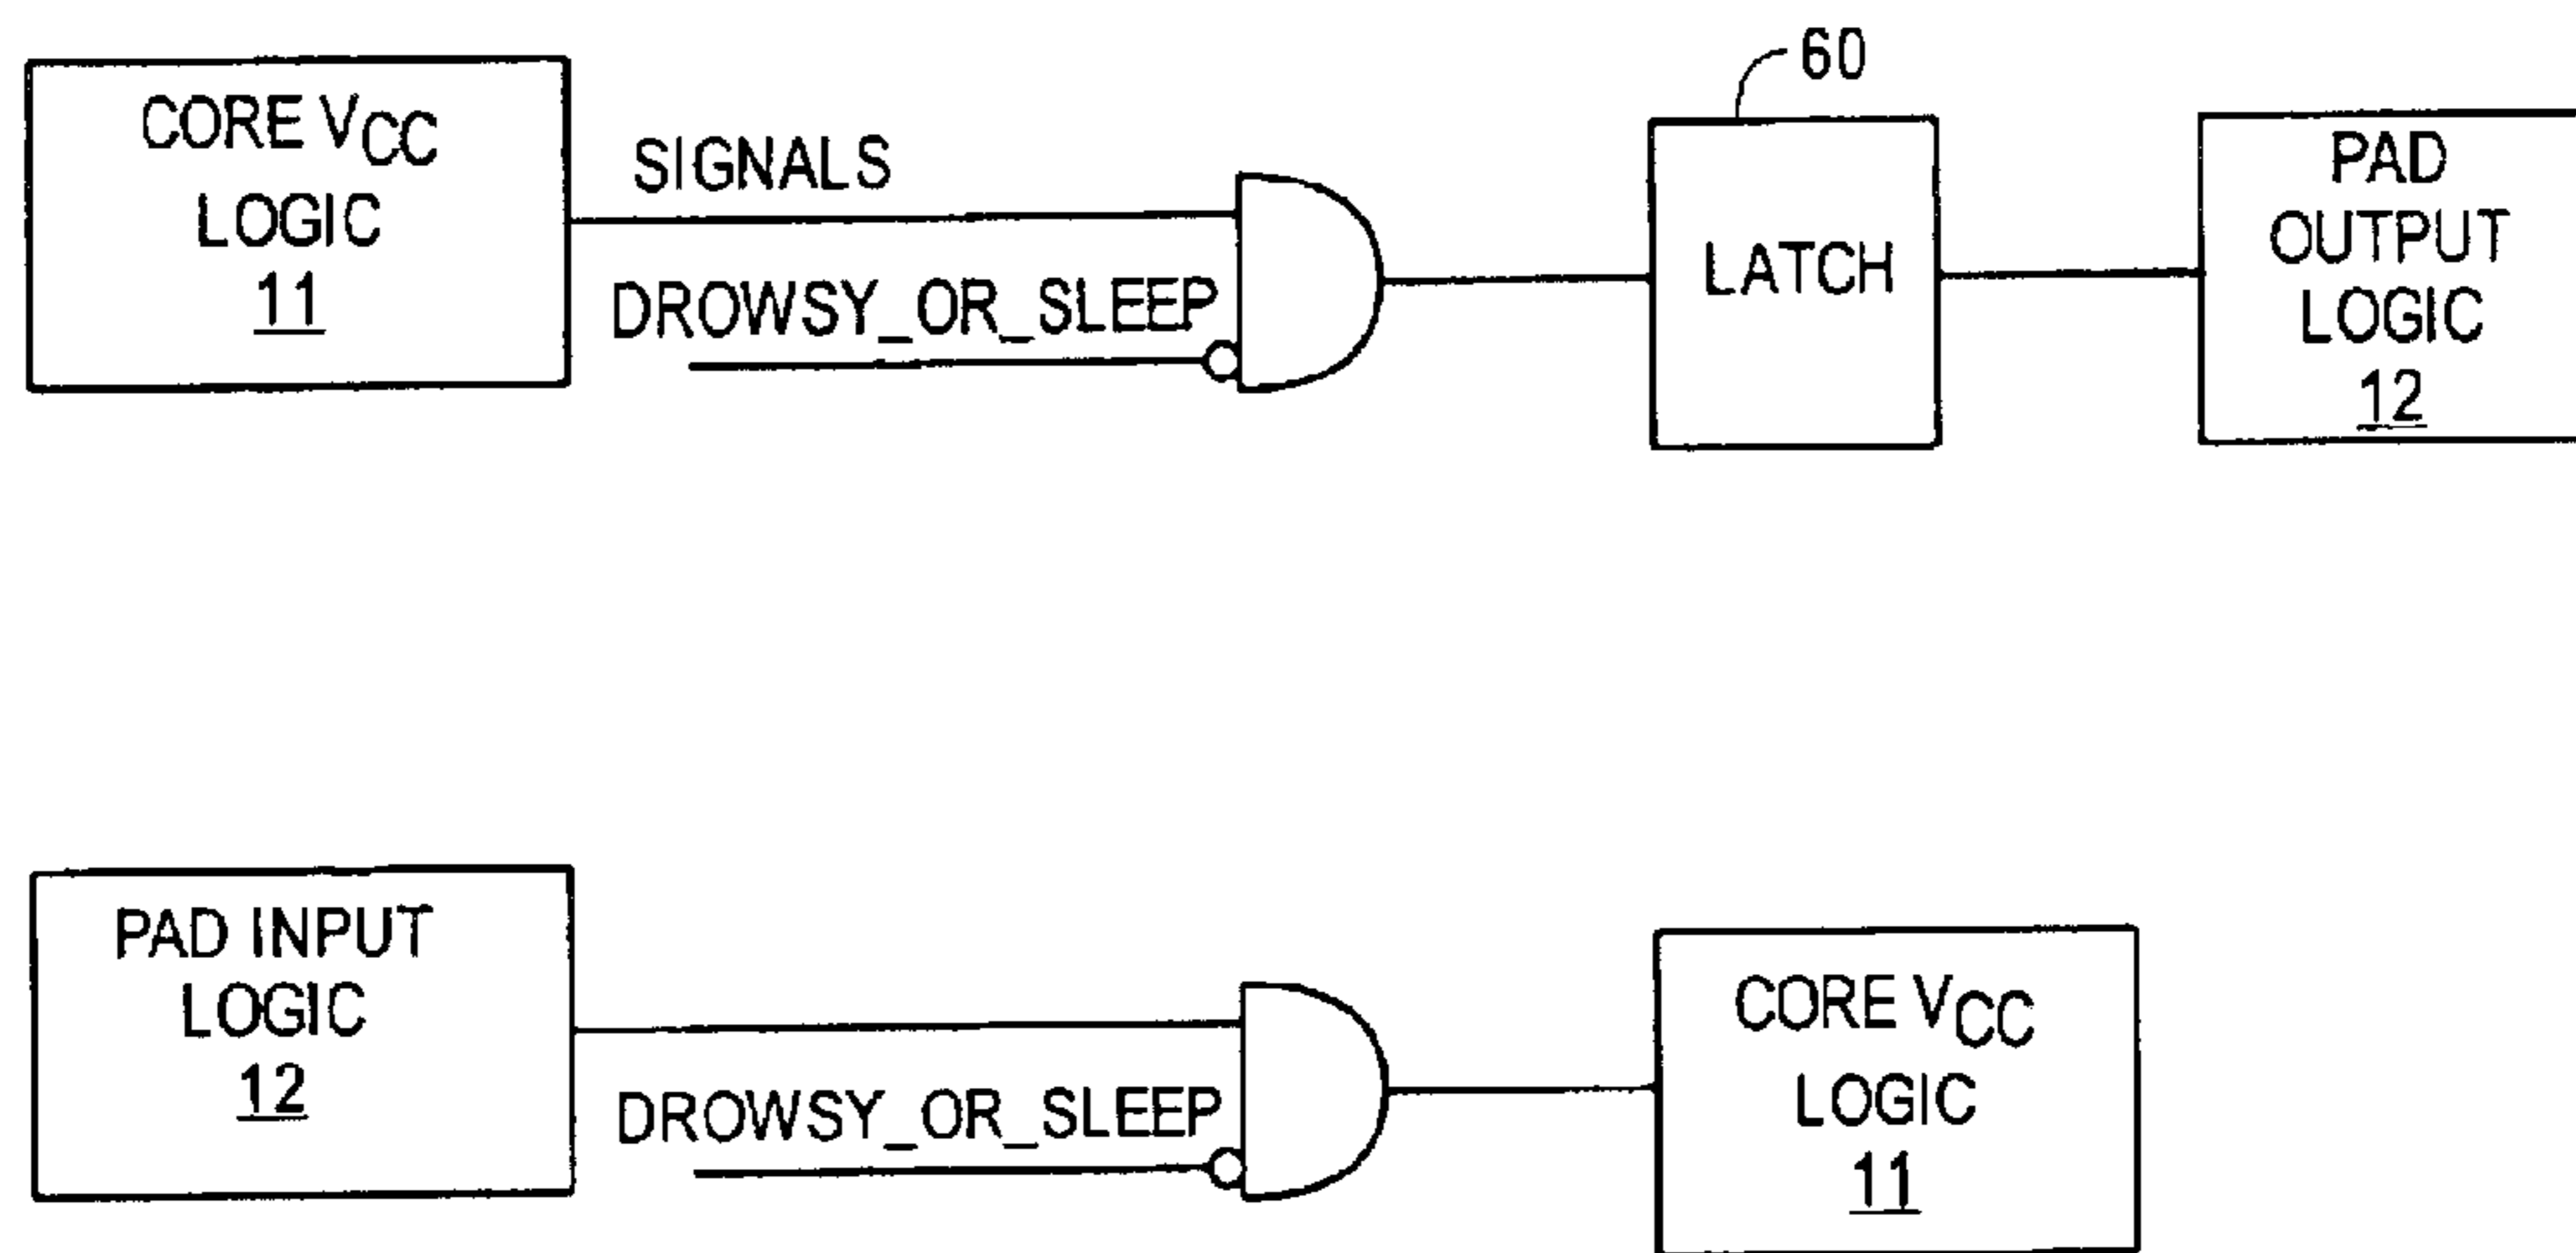 60
CORE VCC
LOGIC
11
SIGNALS
DROWSY_OR_SLEEP
LATCH
PAD
OUTPUT
LOGIC
12
PAD INPUT
LOGIC
12
DROWSY_OR_SLEEP
CORE VCC
LOGIC
11